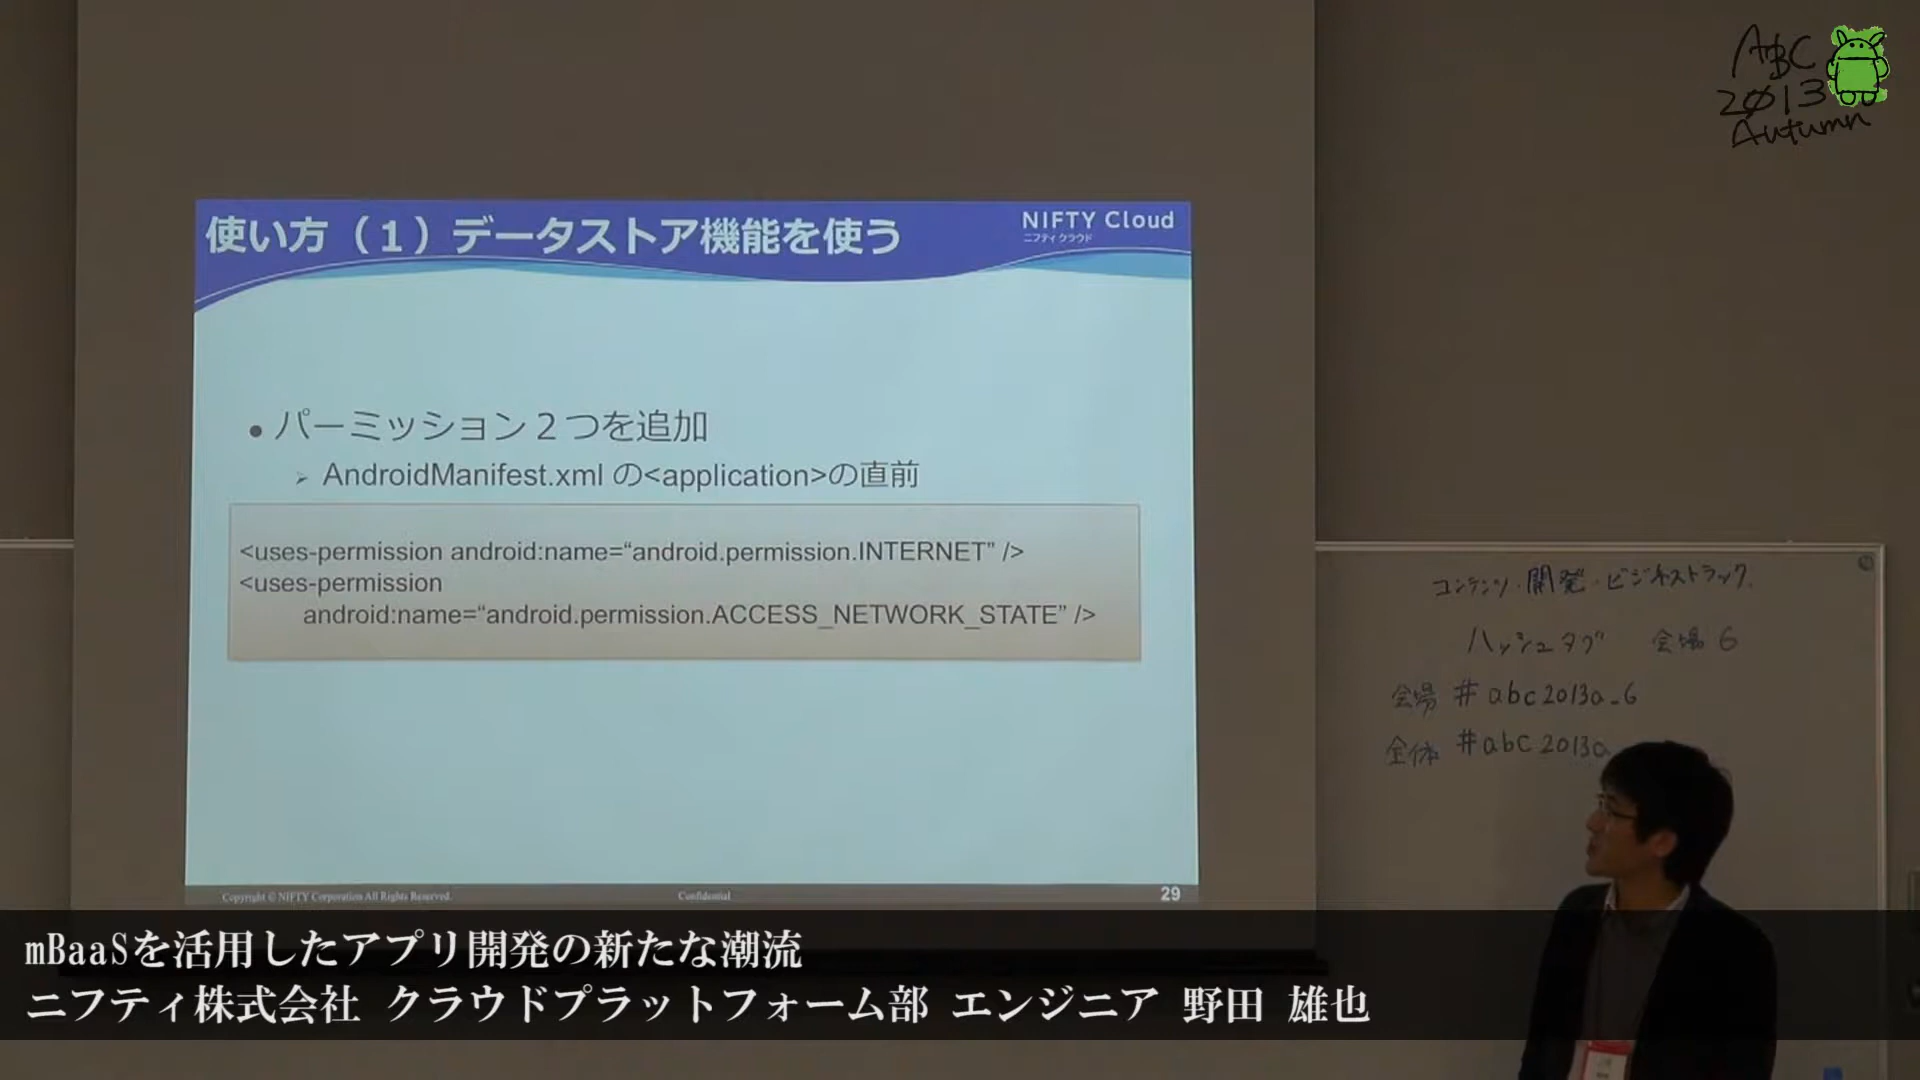 ABC
2013
Autumn
使い方（１）データストア機能を使う
NIFTY Cloud
ニフティクラウド
• パーミッション２つを追加
➢ AndroidManifest.xml の<application>の直前
<uses-permission android:name=“android.permission.INTERNET” />
<uses-permission
android:name=“android.permission.ACCESS_NETWORK_STATE” />
Copyright © NIFTY Corporation All Rights Reserved.
Confidential
29
コンテンツ・開発・ビジネストラック
ハッシュタグ 会場 6
会場 #abc2013a_6
全体 #abc2013a
mBaaSを活用したアプリ開発の新たな潮流
ニフティ株式会社 クラウドプラットフォーム部 エンジニア 野田 雄也